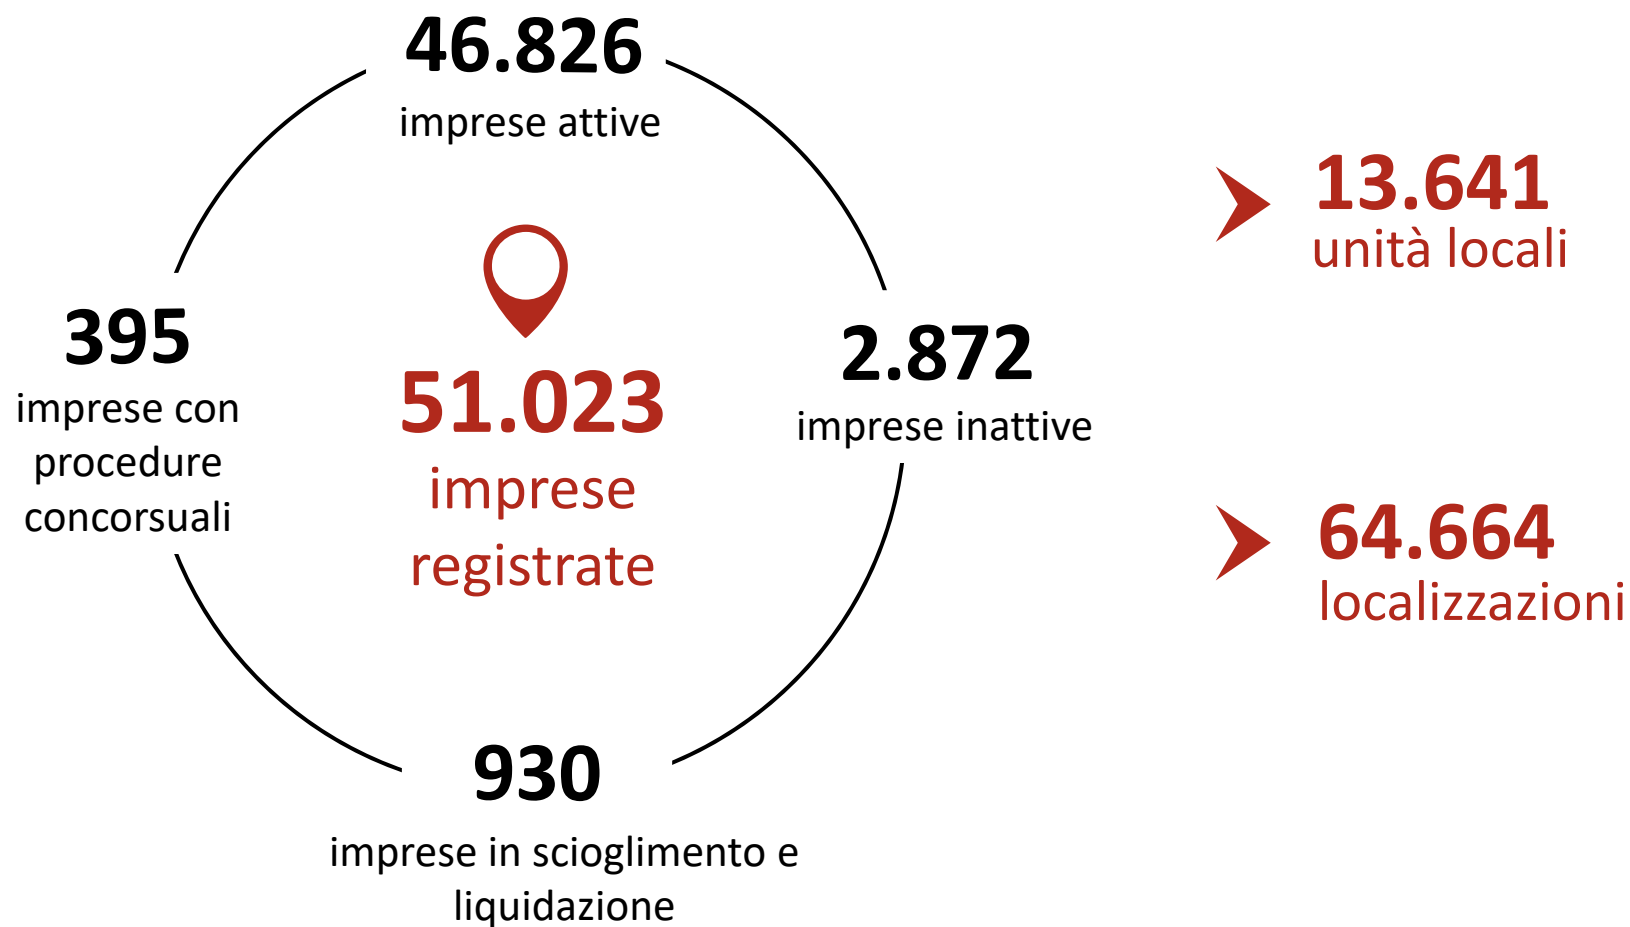 46.826
imprese attive
395
imprese con
procedure
concorsuali
51.023
imprese
registrate
2.872
imprese inattive
930
imprese in scioglimento e
liquidazione
13.641
unità locali
64.664
localizzazioni